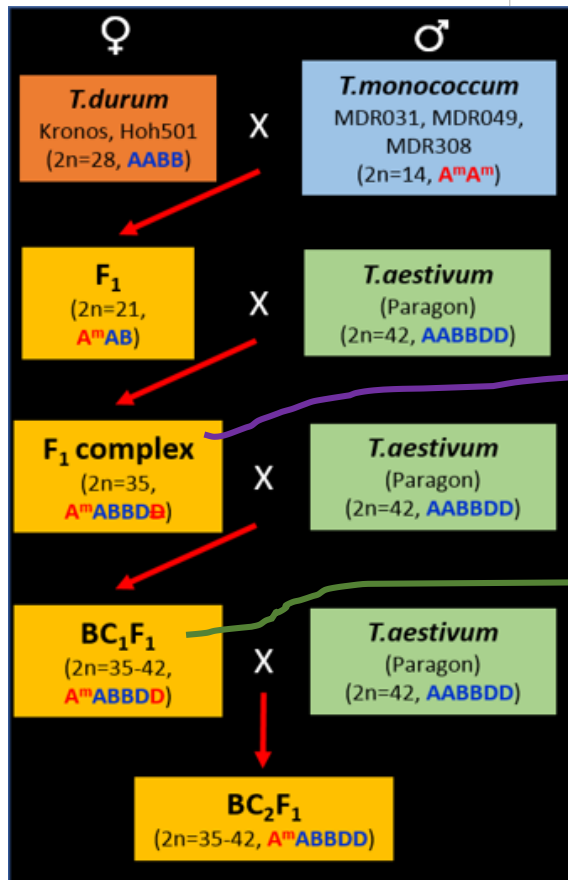 ♀ ♂
T.durum
Kronos, Hoh501
(2n=28, AABB)
X
T.monococcum
MDR031, MDR049,
MDR308
(2n=14, AᵐAᵐ)
F₁
(2n=21,
AᵐAB)
X
T.aestivum
(Paragon)
(2n=42, AABBDD)
F₁ complex
(2n=35,
AᵐABBDD)
X
T.aestivum
(Paragon)
(2n=42, AABBDD)
BC₁F₁
(2n=35-42,
AᵐABBDD)
X
T.aestivum
(Paragon)
(2n=42, AABBDD)
BC₂F₁
(2n=35-42, AᵐABBDD)